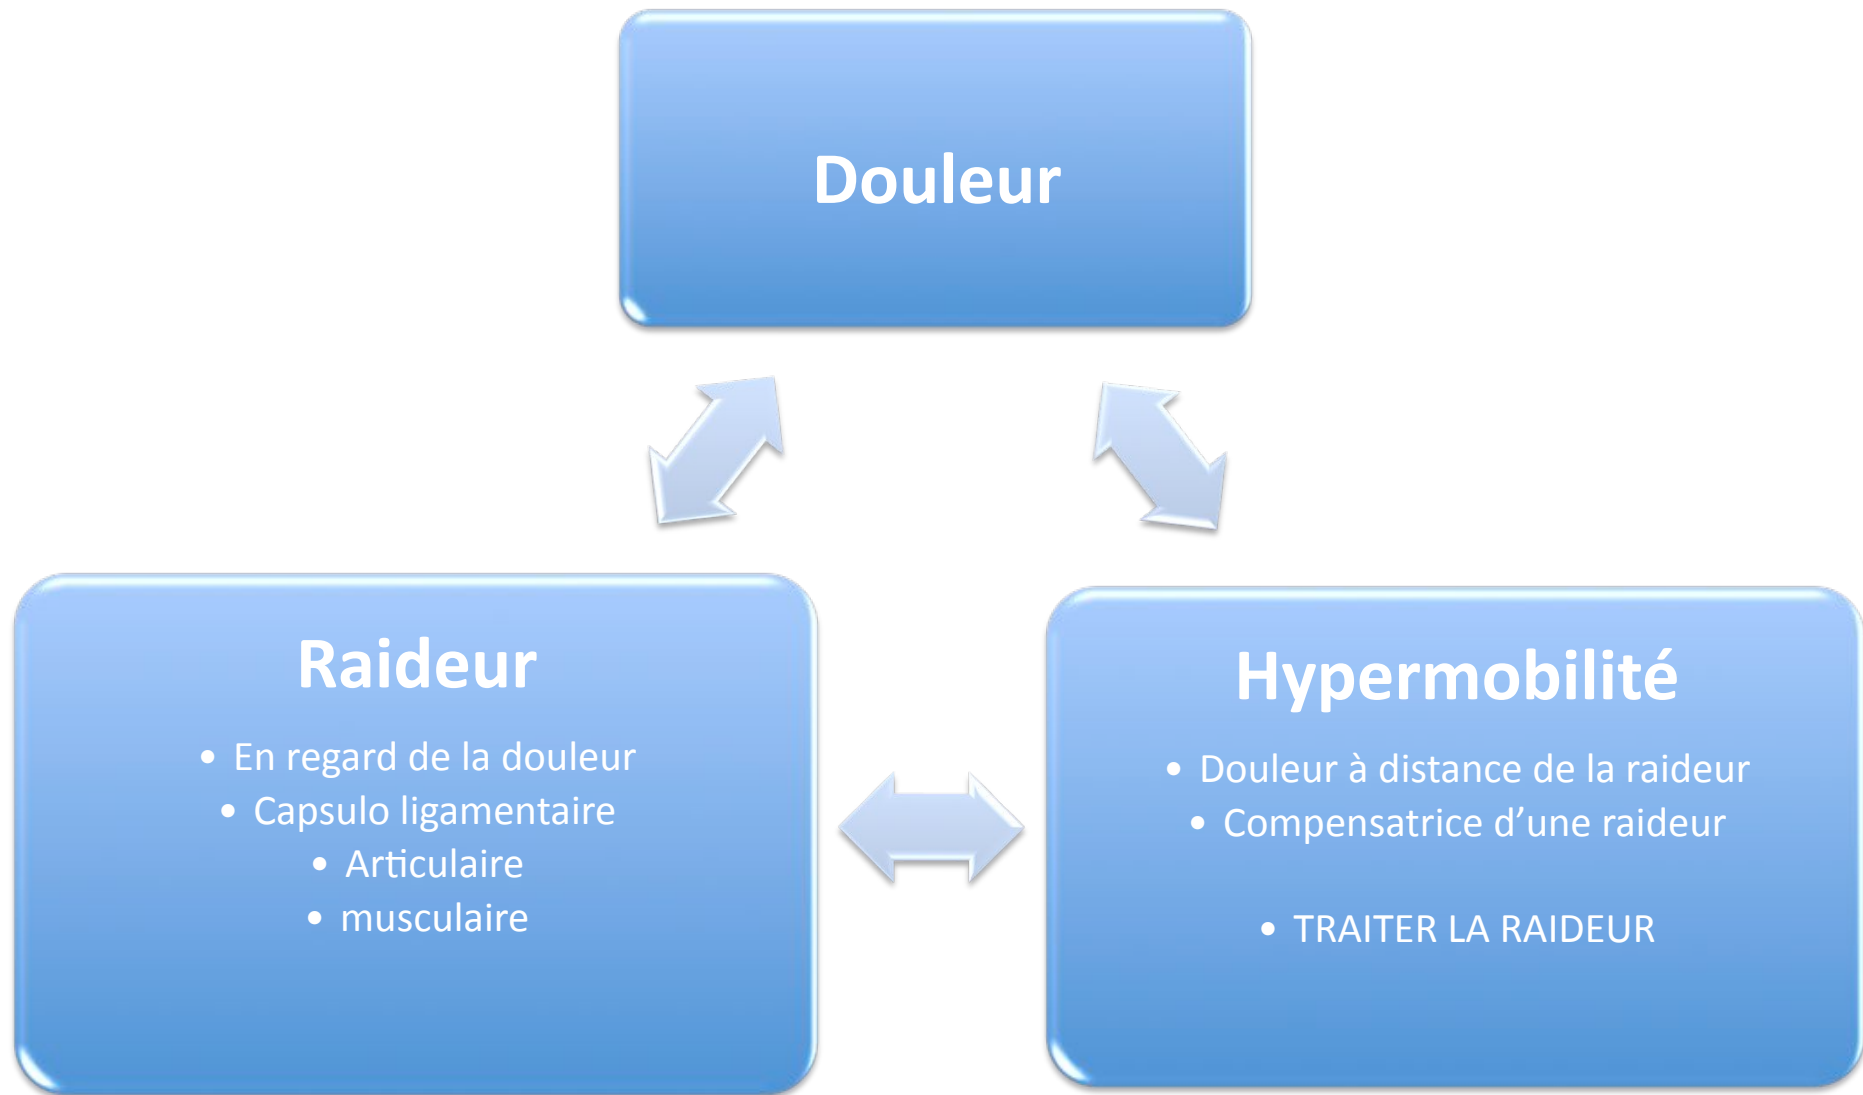 Douleur
Raideur
• En regard de la douleur
• Capsulo ligamentaire
• Articulaire
• musculaire
Hypermobilité
• Douleur à distance de la raideur
• Compensatrice d’une raideur
• TRAITER LA RAIDEUR